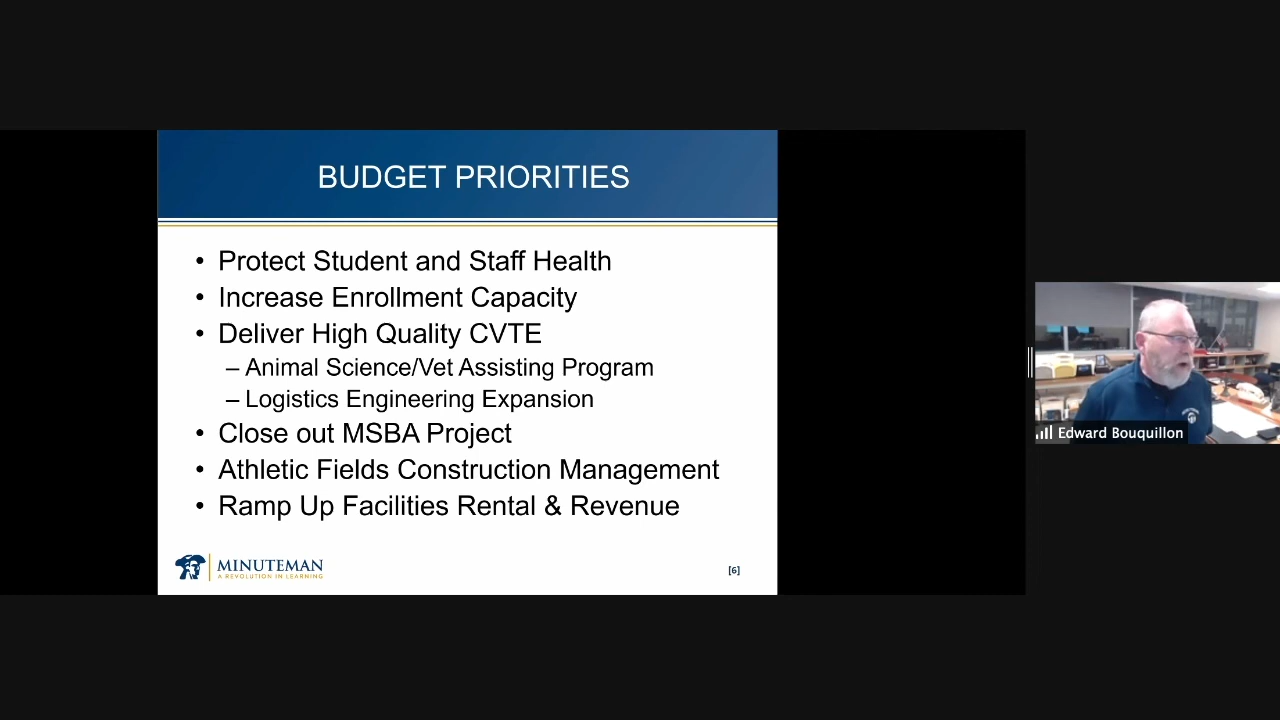 BUDGET PRIORITIES
• Protect Student and Staff Health
• Increase Enrollment Capacity
• Deliver High Quality CVTE
– Animal Science/Vet Assisting Program
– Logistics Engineering Expansion
• Close out MSBA Project
• Athletic Fields Construction Management
• Ramp Up Facilities Rental & Revenue
MINUTEMAN
A REVOLUTION IN LEARNING
[6]
Edward Bouquillon